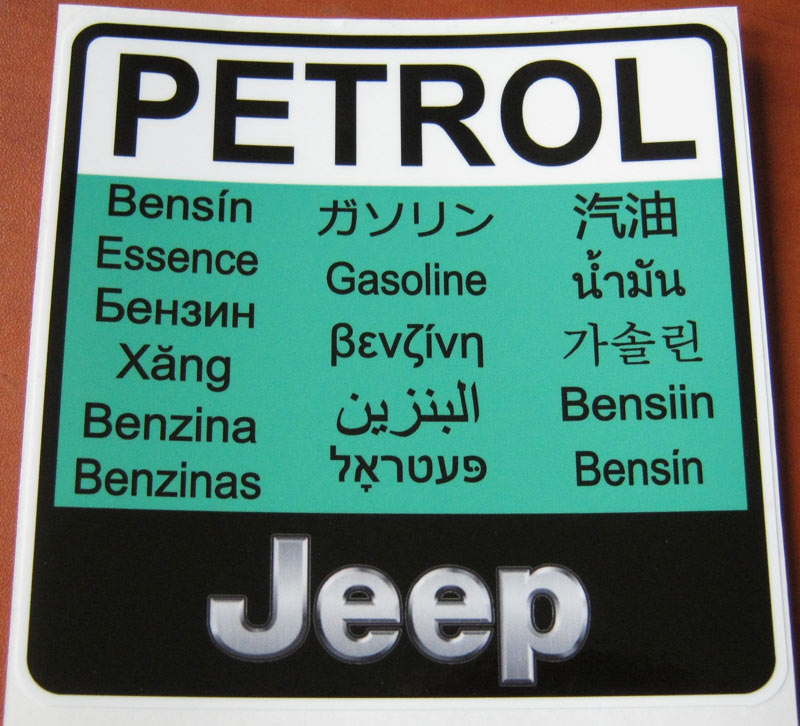 PETROL
Bensín
Essence
Бензин
Xăng
Benzina
Benzinas
ガソリン
Gasoline
βενζίνη
البنزين
פּעטראָל
汽油
น้ำมัน
가솔린
Bensiin
Bensín
Jeep